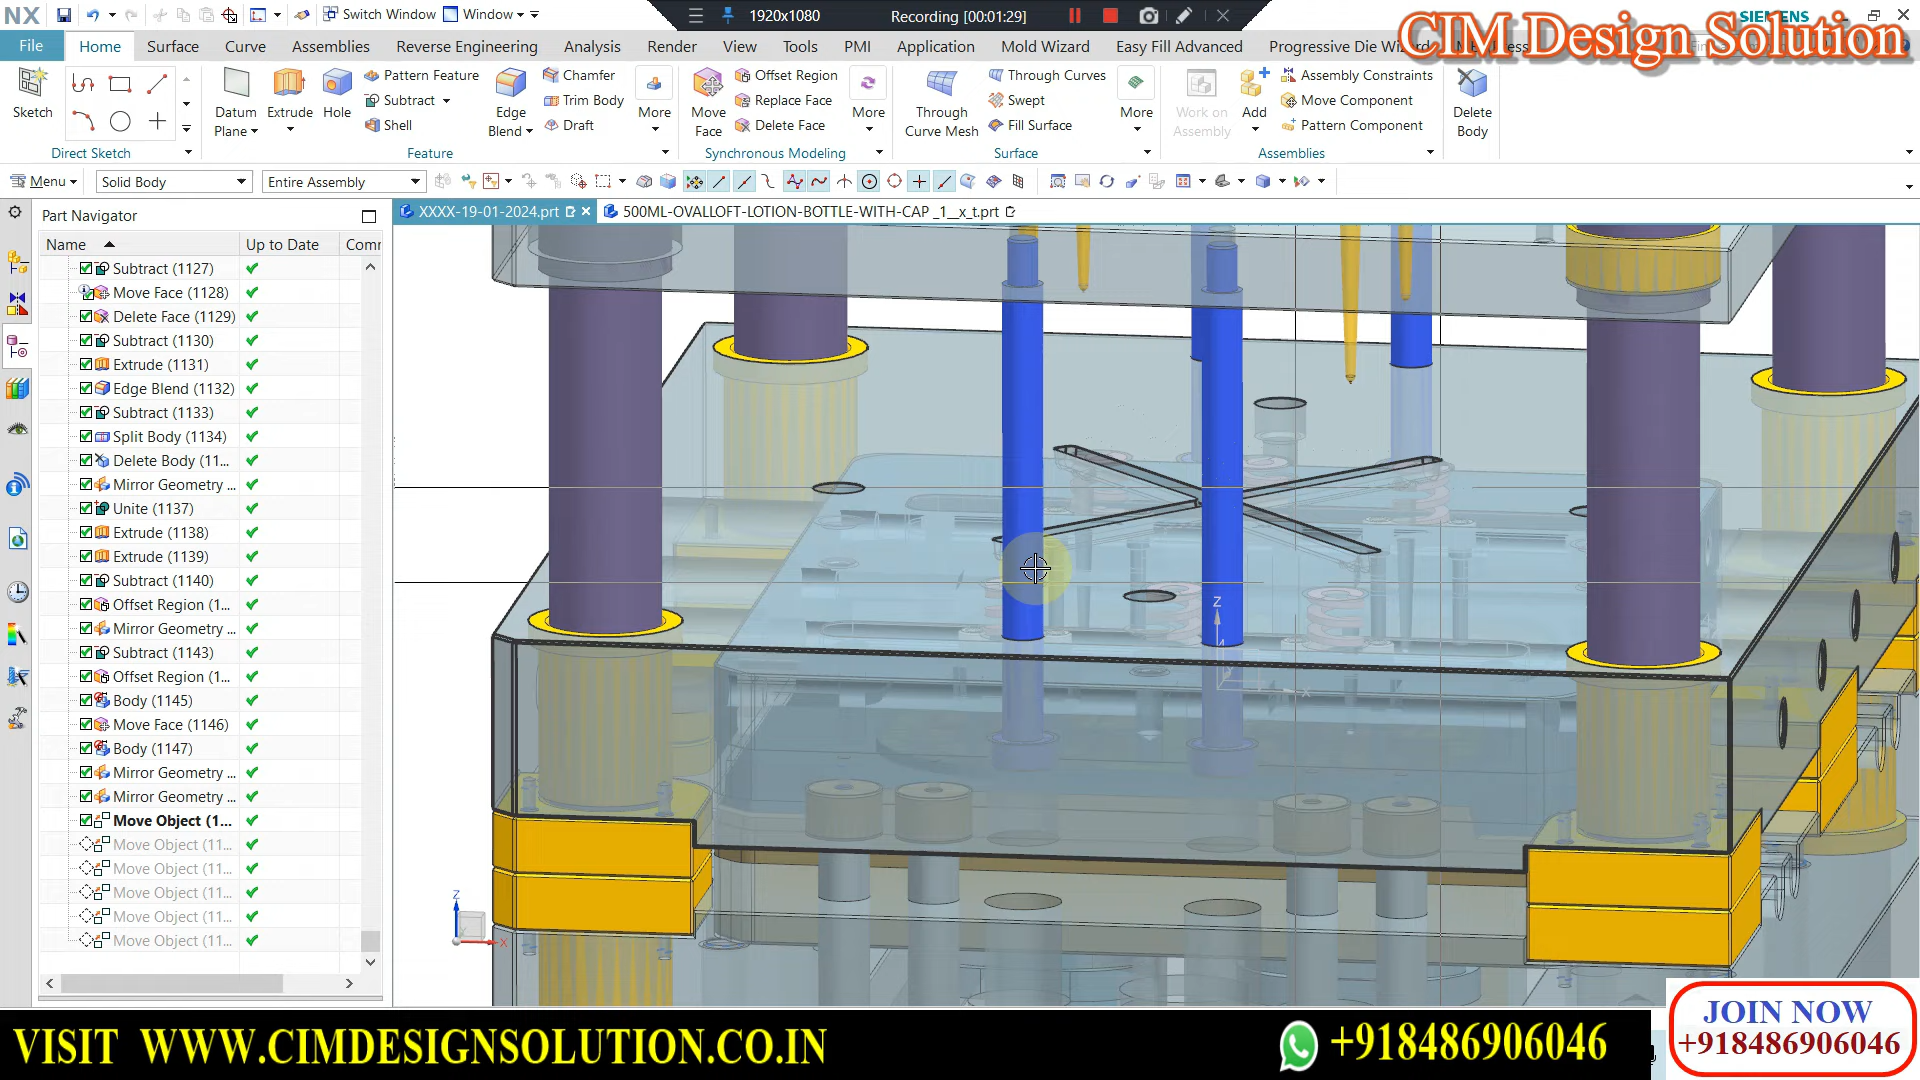 NX
Switch Window
Window
1920x1080
Recording [00:01:29]
SIEMENS
CIM Design Solution
File
Home
Surface
Curve
Assemblies
Reverse Engineering
Analysis
Render
View
Tools
PMI
Application
Mold Wizard
Easy Fill Advanced
Progressive Die Wizard
Sketch
Direct Sketch
Datum
Plane
Extrude
Hole
Pattern Feature
Subtract
Shell
Edge
Blend
Chamfer
Trim Body
Draft
More
Feature
Move
Face
Offset Region
Replace Face
Delete Face
More
Synchronous Modeling
Through
Curve Mesh
Through Curves
Swept
Fill Surface
More
Surface
Work on
Assembly
Add
Assembly Constraints
Move Component
Pattern Component
Assemblies
Delete
Body
Menu
Solid Body
Entire Assembly
Part Navigator
XXXX-19-01-2024.prt
500ML-OVALLOFT-LOTION-BOTTLE-WITH-CAP _1__x_t.prt
Name
Up to Date
Comr
Subtract (1127)
Move Face (1128)
Delete Face (1129)
Subtract (1130)
Extrude (1131)
Edge Blend (1132)
Subtract (1133)
Split Body (1134)
Delete Body (11...
Mirror Geometry ...
Unite (1137)
Extrude (1138)
Extrude (1139)
Subtract (1140)
Offset Region (1...
Mirror Geometry ...
Subtract (1143)
Offset Region (1...
Body (1145)
Move Face (1146)
Body (1147)
Mirror Geometry ...
Mirror Geometry ...
Move Object (1...
Move Object (11...
Move Object (11...
Move Object (11...
Move Object (11...
Move Object (11...
Z
X
Z
X
VISIT WWW.CIMDESIGNSOLUTION.CO.IN
+918486906046
JOIN NOW
+918486906046